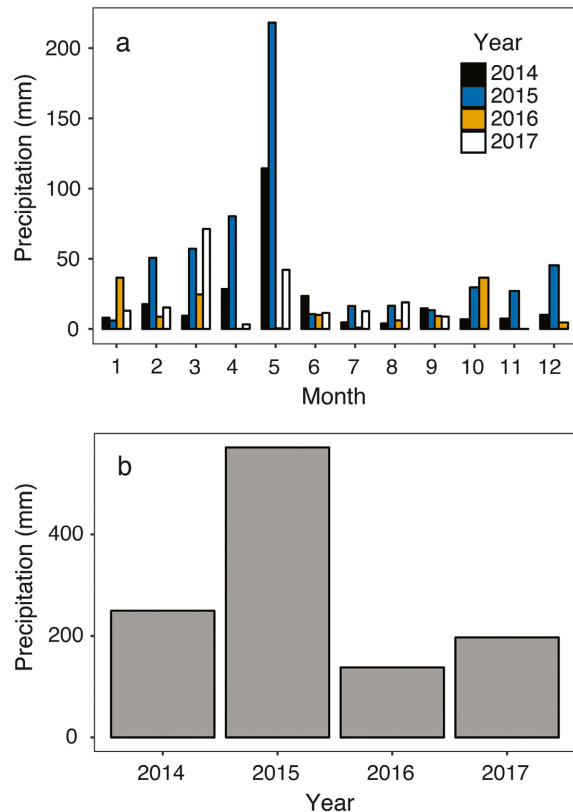 a
Year
2014
2015
2016
2017
Precipitation (mm)
200
150
100
50
0
1 2 3 4 5 6 7 8 9 10 11 12
Month
b
Precipitation (mm)
400
200
0
2014 2015 2016 2017
Year